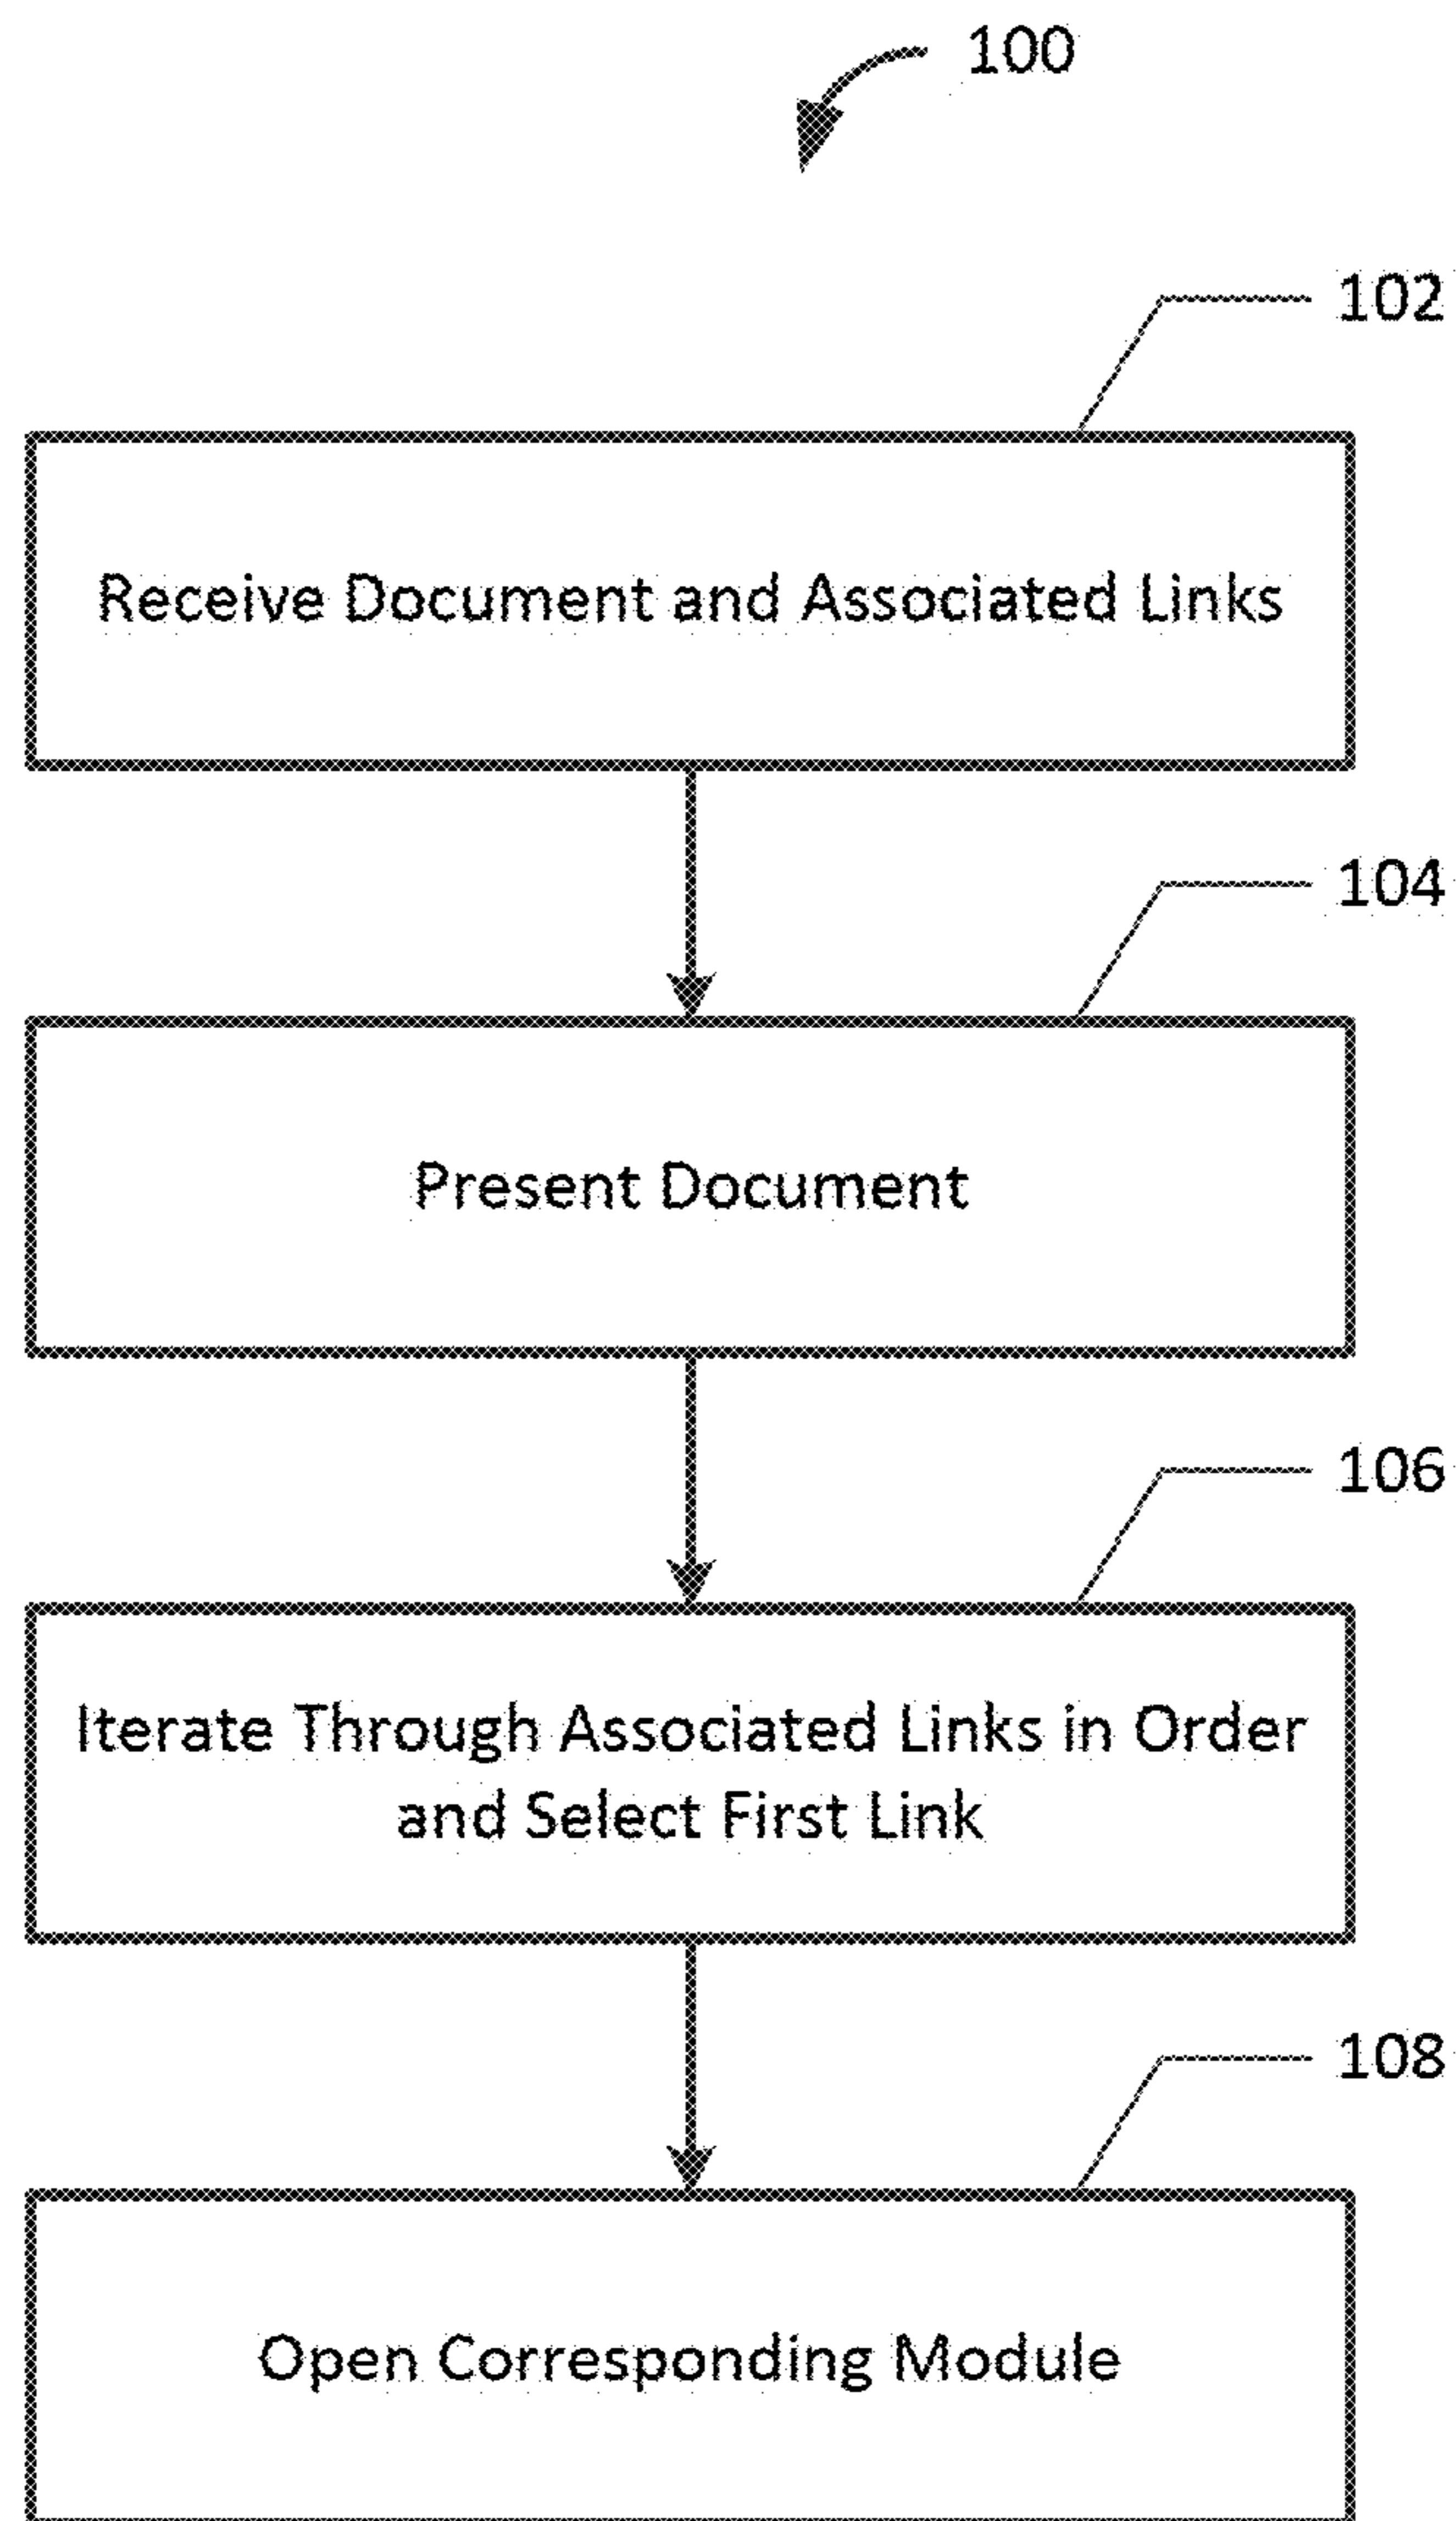 100
102
Receive Document and Associated Links
104
Present Document
106
Iterate Through Associated Links in Order
and Select First Link
108
Open Corresponding Module